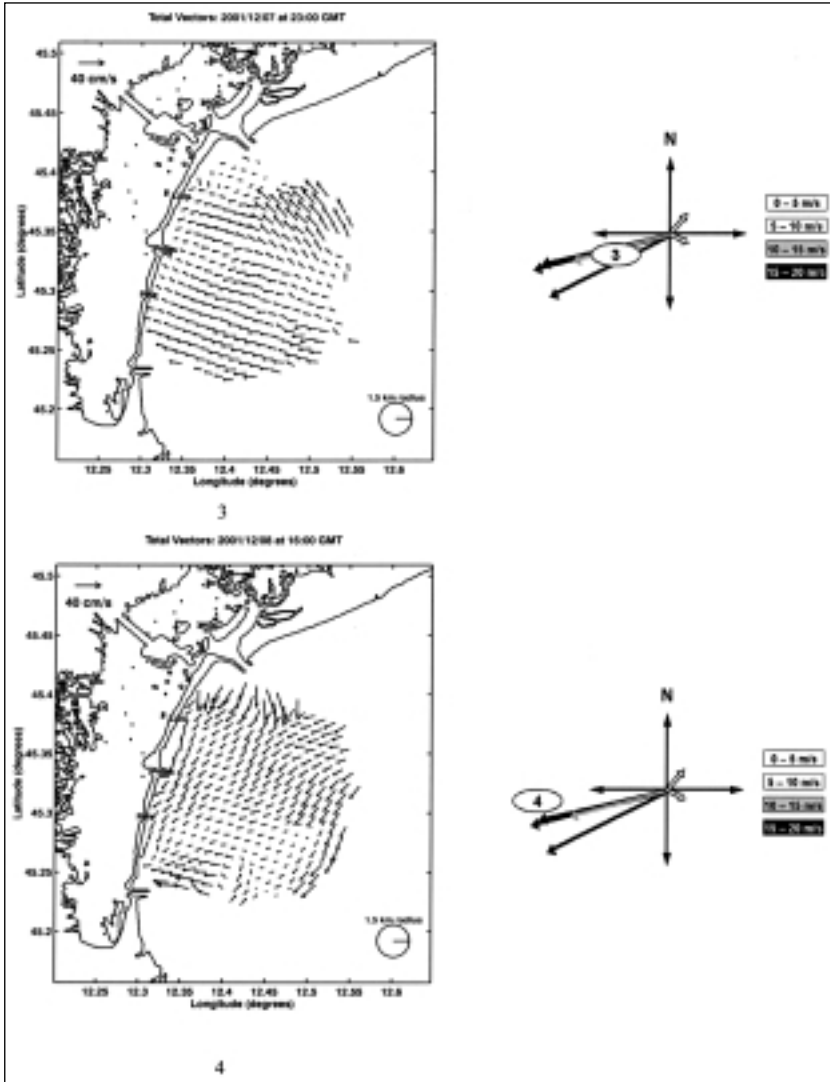 Total Vectors: 2001/12/07 at 23:00 GMT
45.5
40 cm/s
45.45
45.4
45.35
45.3
45.25
45.2
Latitude (degrees)
1.5 km radius
12.25 12.3 12.35 12.4 12.45 12.5 12.55 12.6
Longitude (degrees)
N
3
0 – 5 m/s
5 – 10 m/s
10 – 15 m/s
15 – 20 m/s
3
Total Vectors: 2001/12/08 at 16:00 GMT
45.5
40 cm/s
45.45
45.4
45.35
45.3
45.25
45.2
Latitude (degrees)
1.5 km radius
12.25 12.3 12.35 12.4 12.45 12.5 12.55 12.6
Longitude (degrees)
N
4
0 – 5 m/s
5 – 10 m/s
10 – 15 m/s
15 – 20 m/s
4